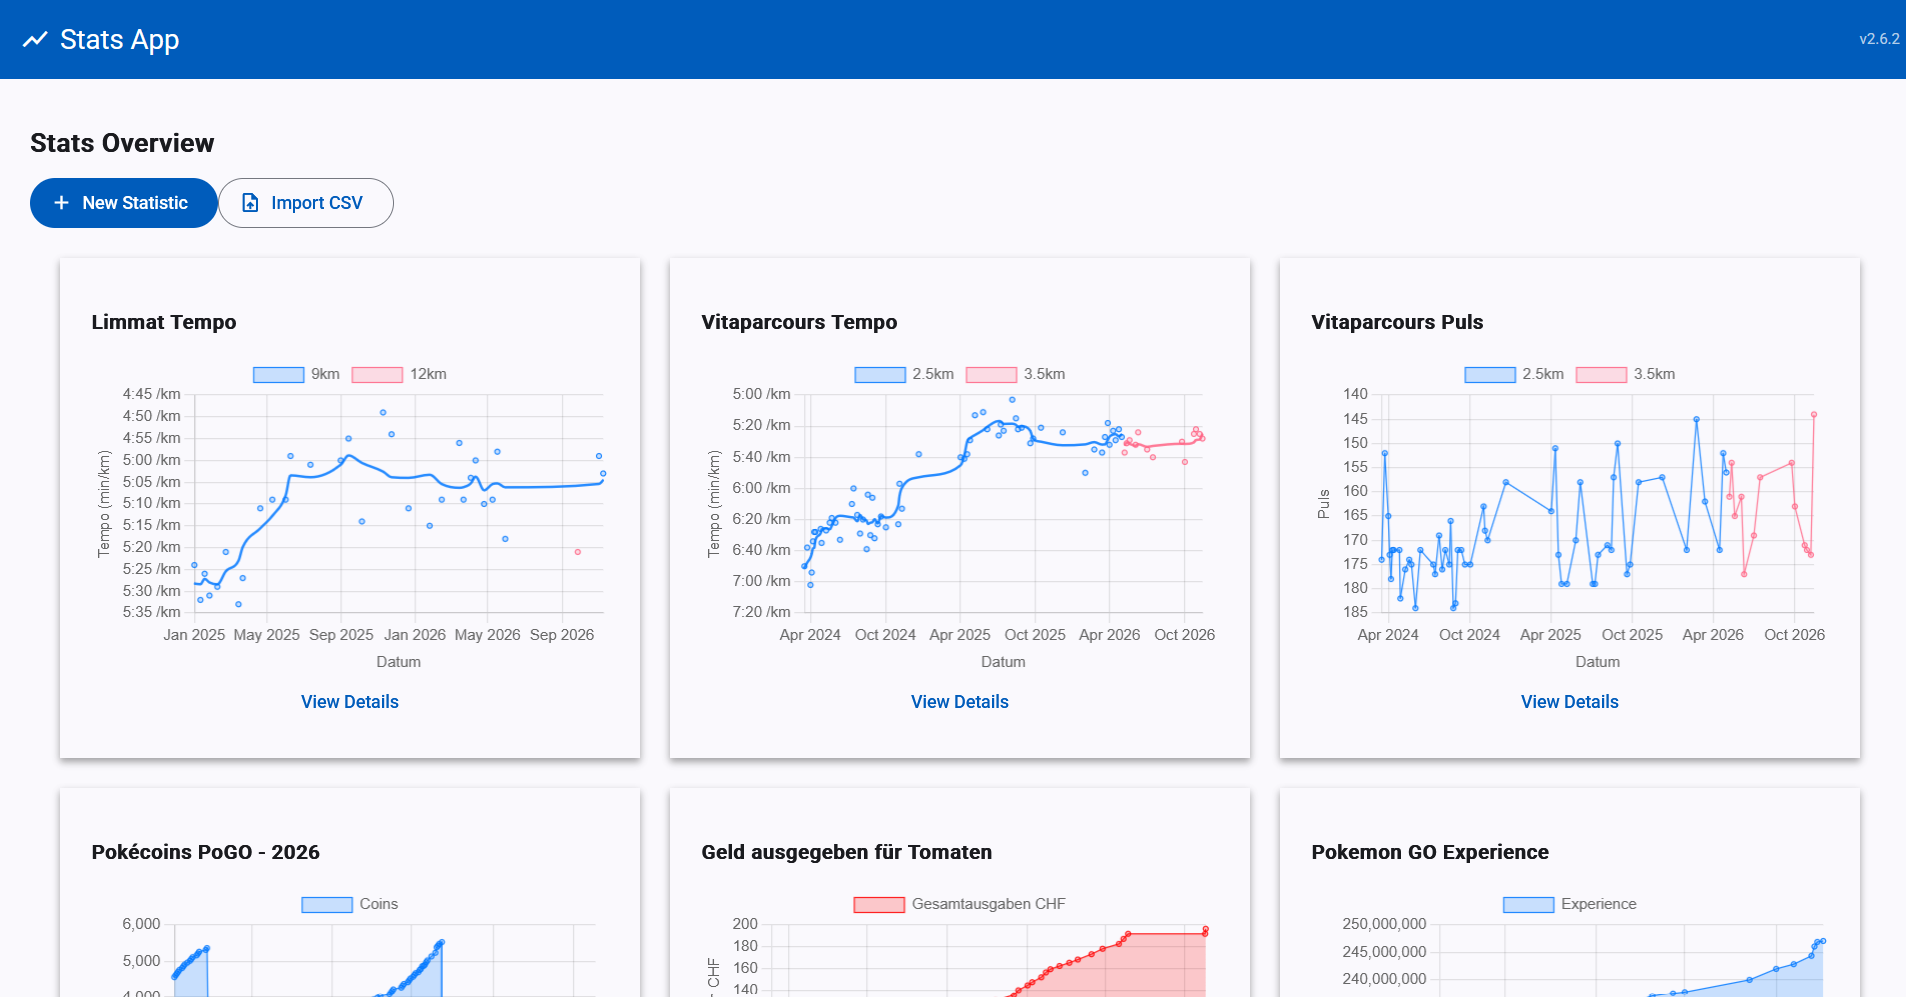 Stats App
v2.6.2
Stats Overview
New Statistic
Import CSV
Limmat Tempo
9km
12km
4:45 /km
4:50 /km
4:55 /km
5:00 /km
5:05 /km
5:10 /km
5:15 /km
5:20 /km
5:25 /km
5:30 /km
5:35 /km
Tempo (min/km)
Jan 2025 May 2025 Sep 2025 Jan 2026 May 2026 Sep 2026
Datum
View Details
Vitaparcours Tempo
2.5km
3.5km
5:00 /km
5:20 /km
5:40 /km
6:00 /km
6:20 /km
6:40 /km
7:00 /km
7:20 /km
Tempo (min/km)
Apr 2024 Oct 2024 Apr 2025 Oct 2025 Apr 2026 Oct 2026
Datum
View Details
Vitaparcours Puls
2.5km
3.5km
140
145
150
155
160
165
170
175
180
185
Puls
Apr 2024 Oct 2024 Apr 2025 Oct 2025 Apr 2026 Oct 2026
Datum
View Details
Pokécoins PoGO - 2026
Coins
6,000
5,000
4,000
Geld ausgegeben für Tomaten
Gesamtausgaben CHF
200
180
160
140
CHF
Pokemon GO Experience
Experience
250,000,000
245,000,000
240,000,000